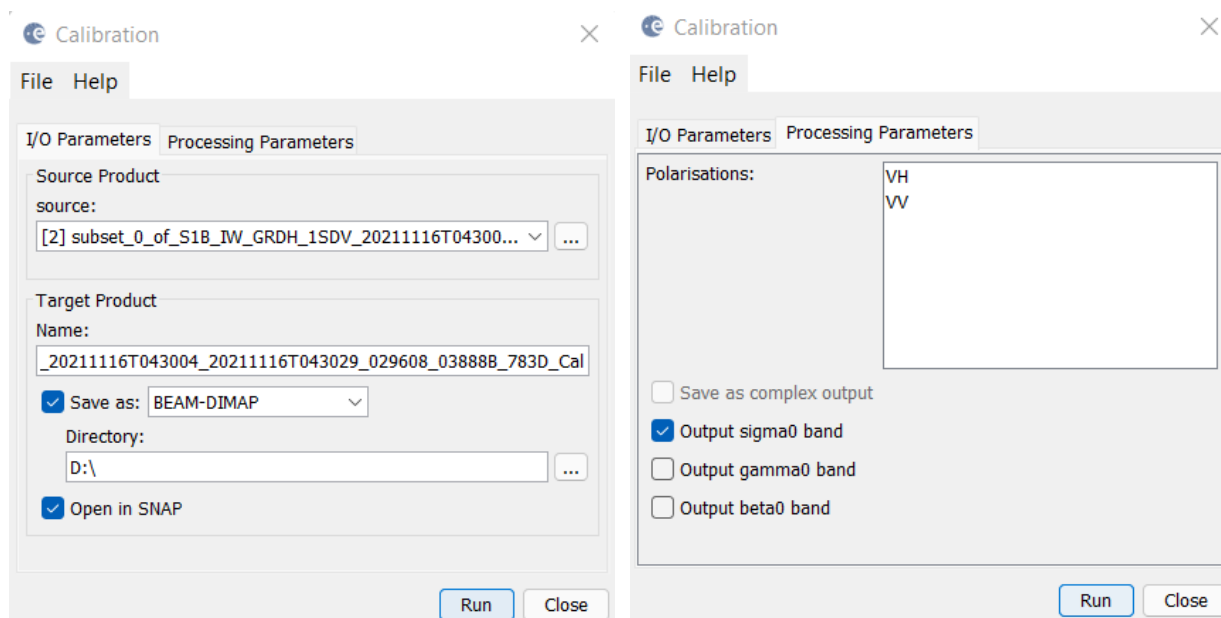 Calibration
File Help
I/O Parameters Processing Parameters
Source Product
source:
[2] subset_0_of_S1B_IW_GRDH_1SDV_20211116T04300... ...
Target Product
Name:
_20211116T043004_20211116T043029_029608_03888B_783D_Cal
Save as: BEAM-DIMAP
Directory:
D:\ ...
Open in SNAP
Run Close
Calibration
File Help
I/O Parameters Processing Parameters
Polarisations:
VH
VV
Save as complex output
Output sigma0 band
Output gamma0 band
Output beta0 band
Run Close